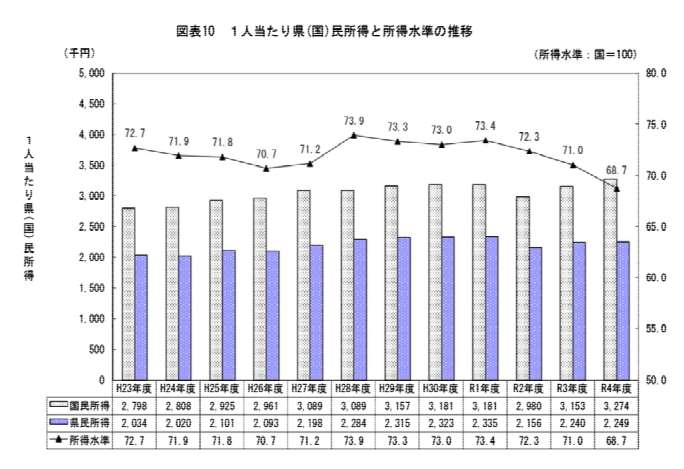 図表10　１人当たり県(国)民所得と所得水準の推移
(千円)
(所得水準：国＝100)
１人当たり県(国)民所得
5,000
4,500
4,000
3,500
3,000
2,500
2,000
1,500
1,000
500
0
80.0
75.0
70.0
65.0
60.0
55.0
50.0
72.7 71.9 71.8 70.7 71.2 73.9 73.3 73.0 73.4 72.3 71.0 68.7
H23年度 H24年度 H25年度 H26年度 H27年度 H28年度 H29年度 H30年度 R1年度 R2年度 R3年度 R4年度
国民所得 2,798 2,808 2,925 2,961 3,089 3,089 3,157 3,181 3,181 2,980 3,153 3,274
県民所得 2,034 2,020 2,101 2,093 2,198 2,284 2,315 2,323 2,335 2,156 2,240 2,249
所得水準 72.7 71.9 71.8 70.7 71.2 73.9 73.3 73.0 73.4 72.3 71.0 68.7